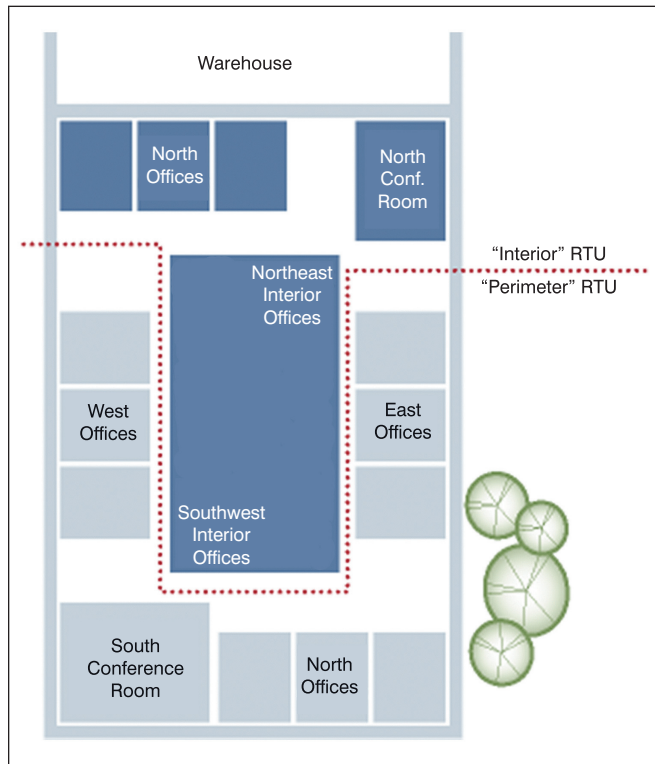 Warehouse
North
Offices
North
Conf.
Room
“Interior” RTU
“Perimeter” RTU
Northeast
Interior
Offices
West
Offices
East
Offices
Southwest
Interior
Offices
South
Conference
Room
North
Offices